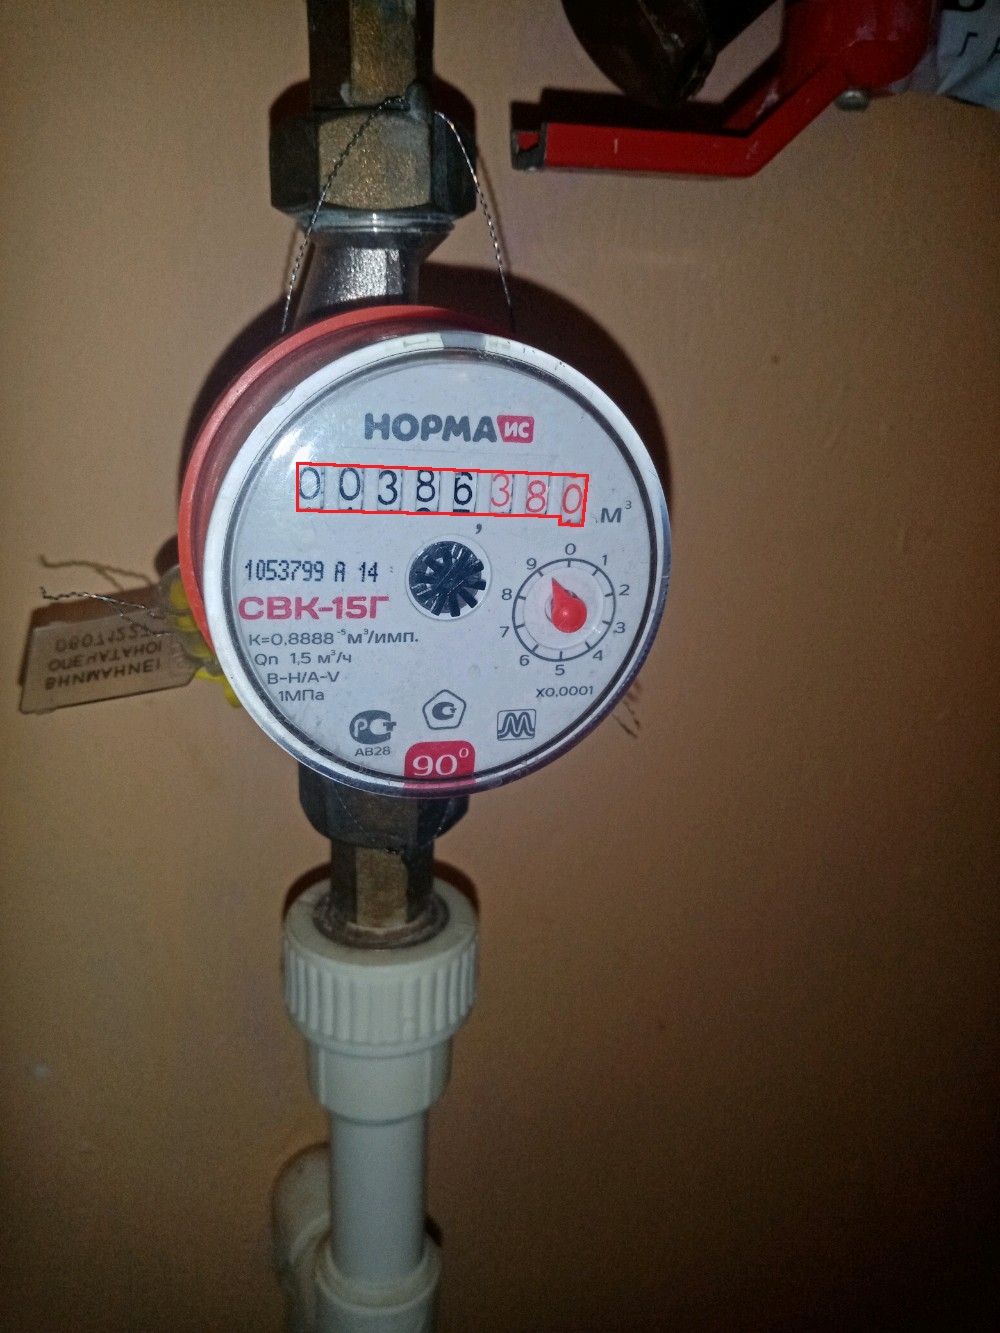 НОРМА ИС
00386380 м³
,
1053799 А 14
СВК-15Г
К=0,8888⁻⁵м³/имп.
Qn 1,5 м³/ч
В-Н/А-V
1МПа
0
1
2
3
4
5
6
7
8
9
X0,0001
АВ28
90°